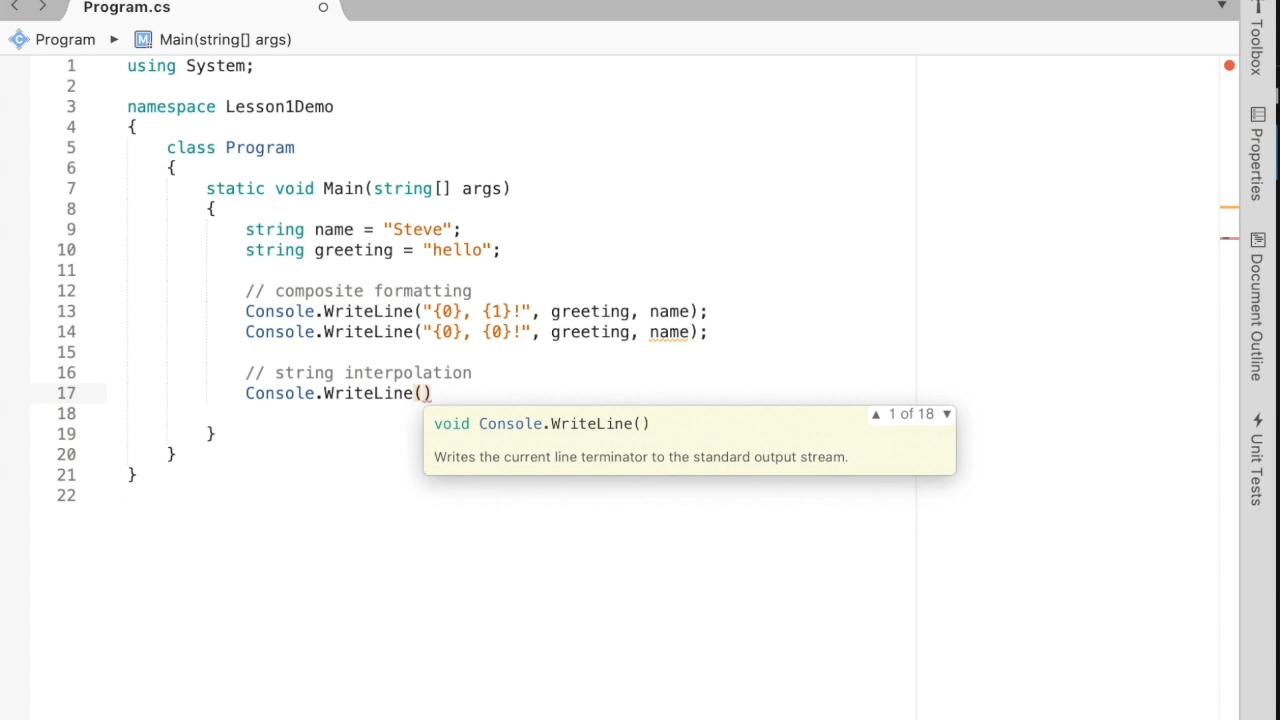 Program.cs
Program ▶ M Main(string[] args)
1 using System;
2
3 namespace Lesson1Demo
4 {
5 class Program
6 {
7 static void Main(string[] args)
8 {
9 string name = "Steve";
10 string greeting = "hello";
11
12 // composite formatting
13 Console.WriteLine("{0}, {1}!", greeting, name);
14 Console.WriteLine("{0}, {0}!", greeting, name);
15
16 // string interpolation
17 Console.WriteLine()
18
▲ 1 of 18 ▼
void Console.WriteLine()
Writes the current line terminator to the standard output stream.
19 }
20 }
21 }
22
Toolbox
Properties
Document Outline
Unit Tests